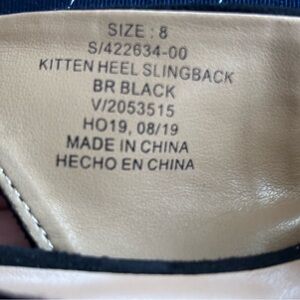 SIZE : 8
S/422634-00
KITTEN HEEL SLINGBACK
BR BLACK
V/2053515
HO19, 08/19
MADE IN CHINA
HECHO EN CHINA